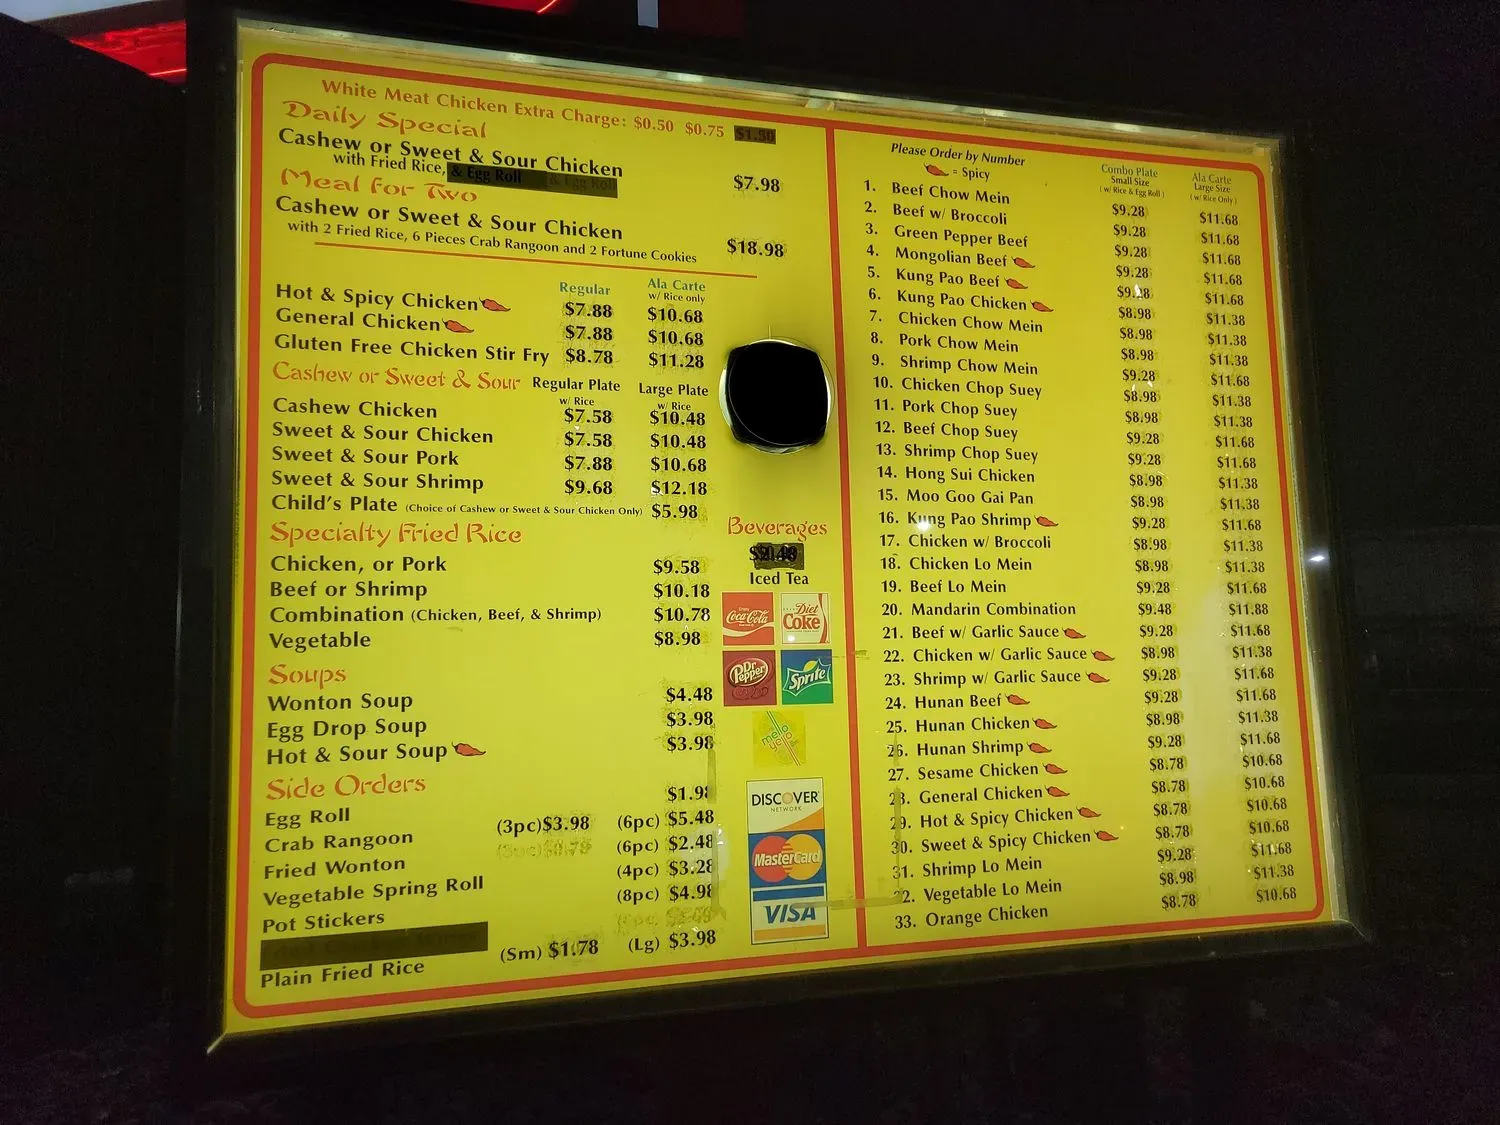 White Meat Chicken Extra Charge: $0.50 $0.75 $1.50
Daily Special
Cashew or Sweet & Sour Chicken
with Fried Rice, & Egg Roll & Egg Roll
$7.98
Meal for Two
Cashew or Sweet & Sour Chicken
with 2 Fried Rice, 6 Pieces Crab Rangoon and 2 Fortune Cookies
$18.98
Regular Ala Carte
w/ Rice only
Hot & Spicy Chicken $7.88 $10.68
General Chicken $7.88 $10.68
Gluten Free Chicken Stir Fry $8.78 $11.28
Cashew or Sweet & Sour Regular Plate Large Plate
w/ Rice w/ Rice
Cashew Chicken $7.58 $10.48
Sweet & Sour Chicken $7.58 $10.48
Sweet & Sour Pork $7.88 $10.68
Sweet & Sour Shrimp $9.68 $12.18
Child's Plate (Choice of Cashew or Sweet & Sour Chicken Only) $5.98
Specialty Fried Rice
Chicken, or Pork $9.58
Beef or Shrimp $10.18
Combination (Chicken, Beef, & Shrimp) $10.78
Vegetable $8.98
Soups
Wonton Soup $4.48
Egg Drop Soup $3.98
Hot & Sour Soup $3.98
Side Orders
Egg Roll $1.98
Crab Rangoon (3pc)$3.98 (6pc) $5.48
Fried Wonton (6pc) $2.48
Vegetable Spring Roll (4pc) $3.28
Pot Stickers (8pc) $4.98
Plain Fried Rice (Sm) $1.78 (Lg) $3.98
Beverages
Iced Tea
Enjoy
Coca-Cola
Diet
Coke
Dr
Pepper
Sprite
mello
yello
DISCOVER
NETWORK
MasterCard
VISA
Please Order by Number
= Spicy
Combo Plate
Small Size
(w/ Rice & Egg Roll)
Ala Carte
Large Size
(w/ Rice Only)
1. Beef Chow Mein $9.28 $11.68
2. Beef w/ Broccoli $9.28 $11.68
3. Green Pepper Beef $9.28 $11.68
4. Mongolian Beef $9.28 $11.68
5. Kung Pao Beef $9.28 $11.68
6. Kung Pao Chicken $8.98 $11.38
7. Chicken Chow Mein $8.98 $11.38
8. Pork Chow Mein $8.98 $11.38
9. Shrimp Chow Mein $9.28 $11.68
10. Chicken Chop Suey $8.98 $11.38
11. Pork Chop Suey $8.98 $11.38
12. Beef Chop Suey $9.28 $11.68
13. Shrimp Chop Suey $9.28 $11.68
14. Hong Sui Chicken $8.98 $11.38
15. Moo Goo Gai Pan $8.98 $11.38
16. Kung Pao Shrimp $9.28 $11.68
17. Chicken w/ Broccoli $8.98 $11.38
18. Chicken Lo Mein $8.98 $11.38
19. Beef Lo Mein $9.28 $11.68
20. Mandarin Combination $9.48 $11.88
21. Beef w/ Garlic Sauce $9.28 $11.68
22. Chicken w/ Garlic Sauce $8.98 $11.38
23. Shrimp w/ Garlic Sauce $9.28 $11.68
24. Hunan Beef $9.28 $11.68
25. Hunan Chicken $8.98 $11.38
26. Hunan Shrimp $9.28 $11.68
27. Sesame Chicken $8.78 $10.68
28. General Chicken $8.78 $10.68
29. Hot & Spicy Chicken $8.78 $10.68
30. Sweet & Spicy Chicken $8.78 $10.68
31. Shrimp Lo Mein $9.28 $11.68
32. Vegetable Lo Mein $8.98 $11.38
33. Orange Chicken $8.78 $10.68